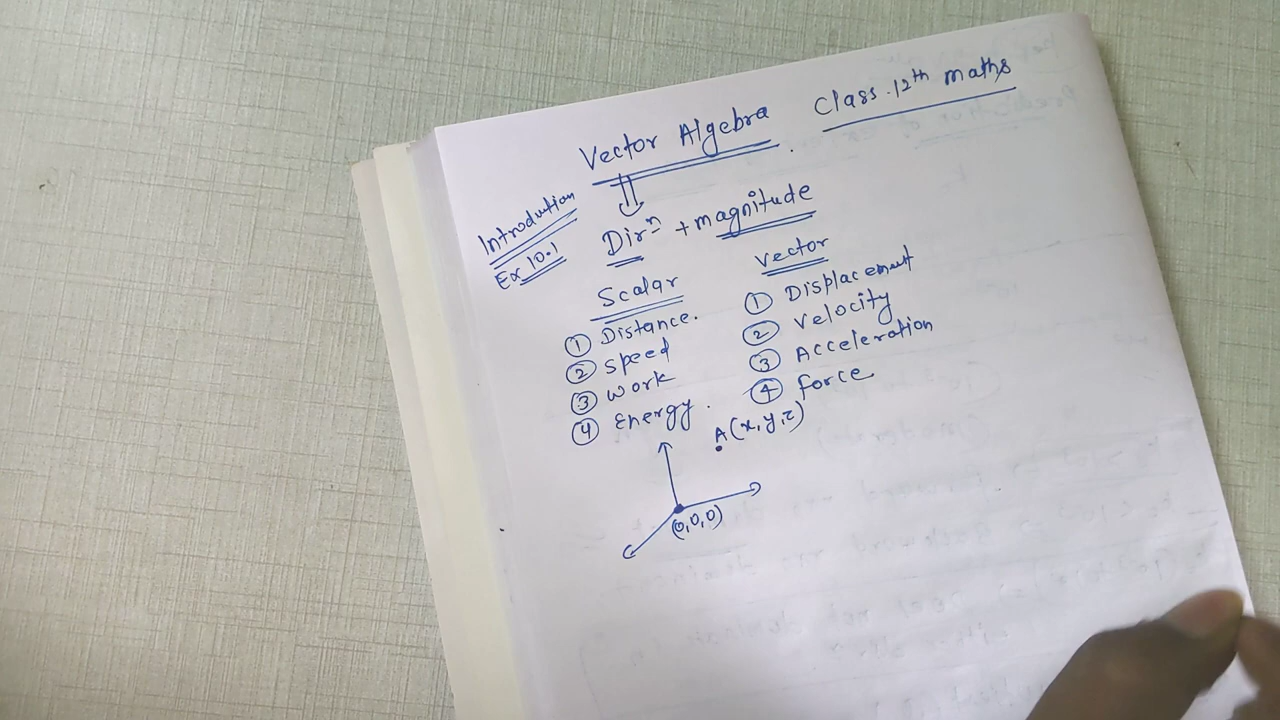 Vector Algebra. Class.12th maths
Introdution
Ex 10.1
Dirⁿ + magnitude
Scalar
① Distance.
② Speed
③ Work
④ Energy.
Vector
① Displacement
② Velocity
③ Acceleration
④ force
A(x,y,z)
(0,0,0)